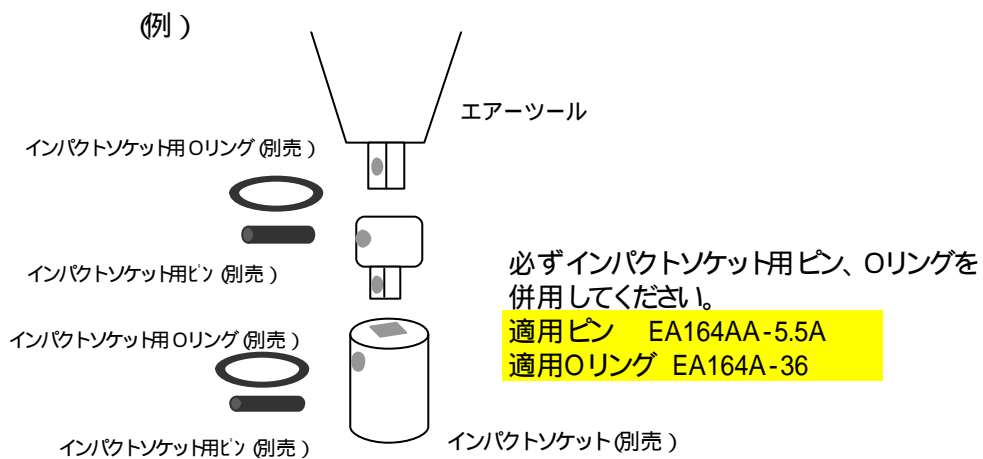 (例)
エアーツール
インパクトソケット用Oリング(別売)
インパクトソケット用ピン(別売)
必ずインパクトソケット用ピン、Oリングを
併用してください。
適用ピン EA164AA-5.5A
適用Oリング EA164A-36
インパクトソケット用Oリング(別売)
インパクトソケット用ピン(別売)
インパクトソケット(別売)